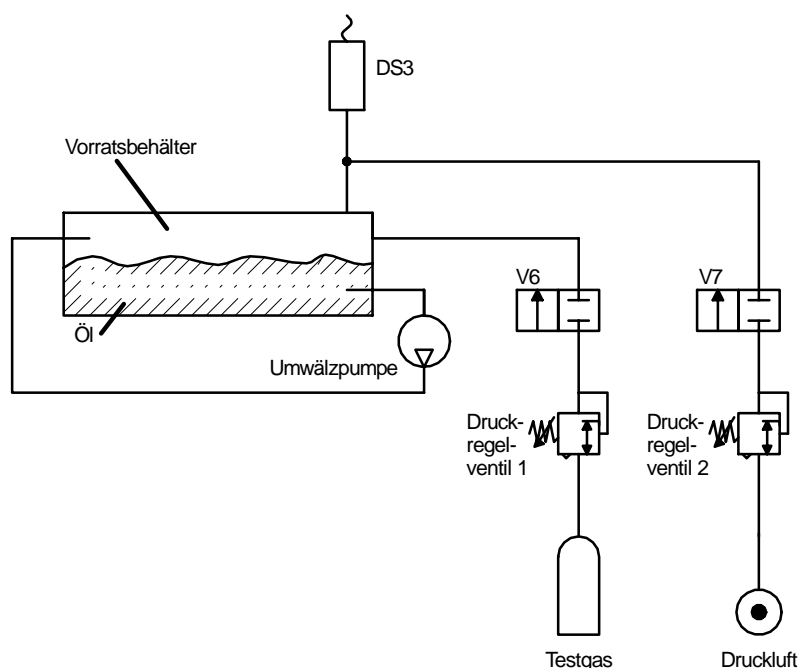 DS3
Vorratsbehälter
V6
V7
Öl
Umwälzpumpe
Druck-
regel-
ventil 1
Druck-
regel-
ventil 2
Testgas
Druckluft